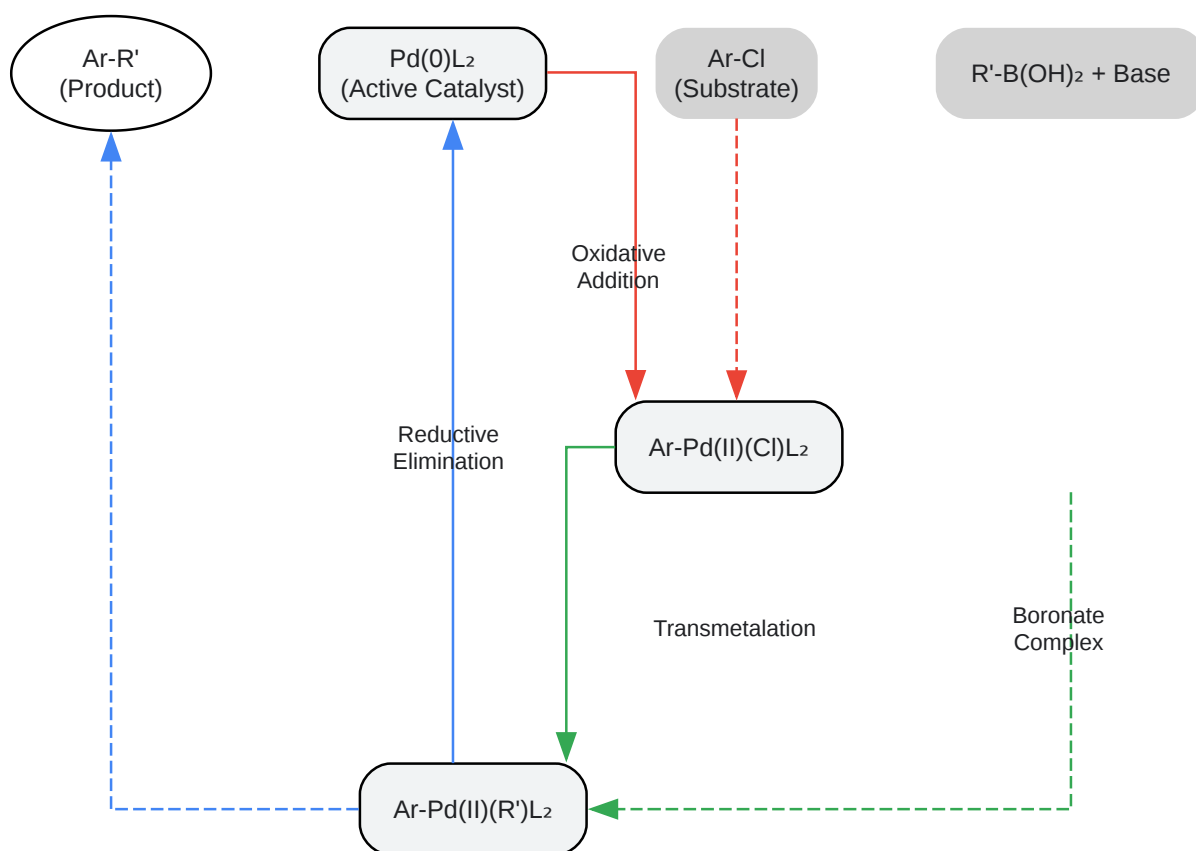 Ar-R'
(Product)
Pd(0)L₂
(Active Catalyst)
Ar-Cl
(Substrate)
R'-B(OH)₂ + Base
Oxidative
Addition
Reductive
Elimination
Ar-Pd(II)(Cl)L₂
Transmetalation
Boronate
Complex
Ar-Pd(II)(R')L₂